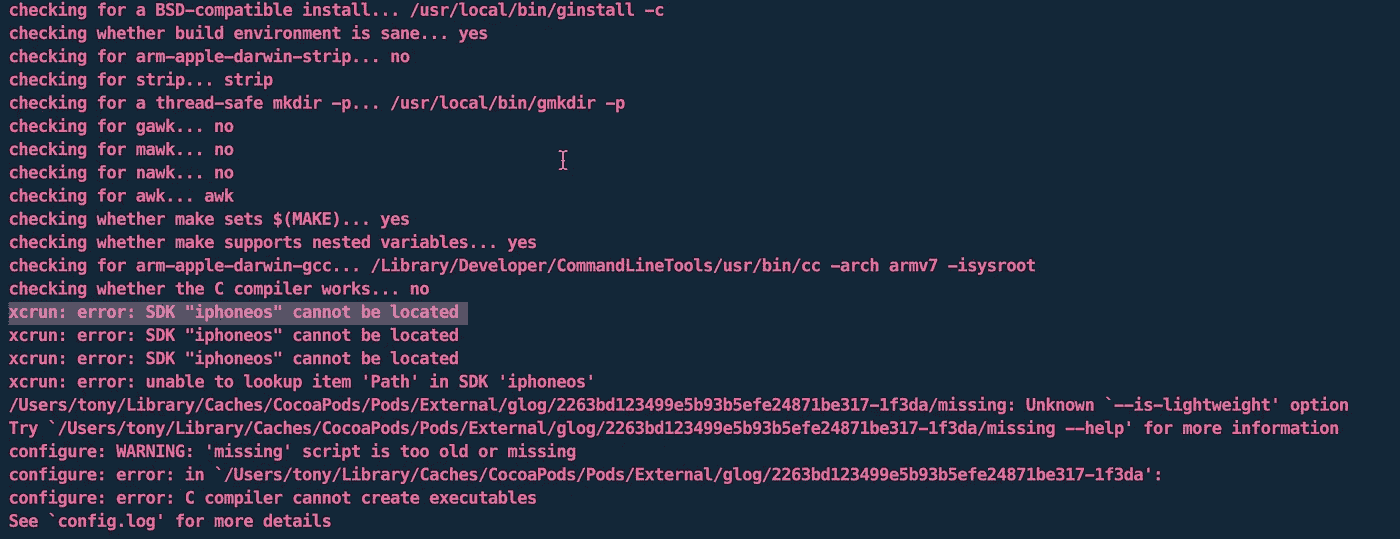 checking for a BSD-compatible install... /usr/local/bin/ginstall -c
checking whether build environment is sane... yes
checking for arm-apple-darwin-strip... no
checking for strip... strip
checking for a thread-safe mkdir -p... /usr/local/bin/gmkdir -p
checking for gawk... no
checking for mawk... no
checking for nawk... no
checking for awk... awk
checking whether make sets $(MAKE)... yes
checking whether make supports nested variables... yes
checking for arm-apple-darwin-gcc... /Library/Developer/CommandLineTools/usr/bin/cc -arch armv7 -isysroot
checking whether the C compiler works... no
xcrun: error: SDK "iphoneos" cannot be located
xcrun: error: SDK "iphoneos" cannot be located
xcrun: error: SDK "iphoneos" cannot be located
xcrun: error: unable to lookup item 'Path' in SDK 'iphoneos'
/Users/tony/Library/Caches/CocoaPods/Pods/External/glog/2263bd123499e5b93b5efe24871be317-1f3da/missing: Unknown `--is-lightweight' option
Try `/Users/tony/Library/Caches/CocoaPods/Pods/External/glog/2263bd123499e5b93b5efe24871be317-1f3da/missing --help' for more information
configure: WARNING: 'missing' script is too old or missing
configure: error: in `/Users/tony/Library/Caches/CocoaPods/Pods/External/glog/2263bd123499e5b93b5efe24871be317-1f3da':
configure: error: C compiler cannot create executables
See `config.log' for more details